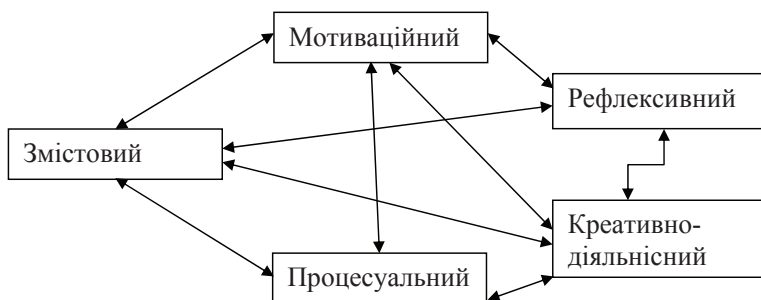 Мотиваційний
Рефлексивний
Змістовий
Креативно-
діяльнісний
Процесуальний